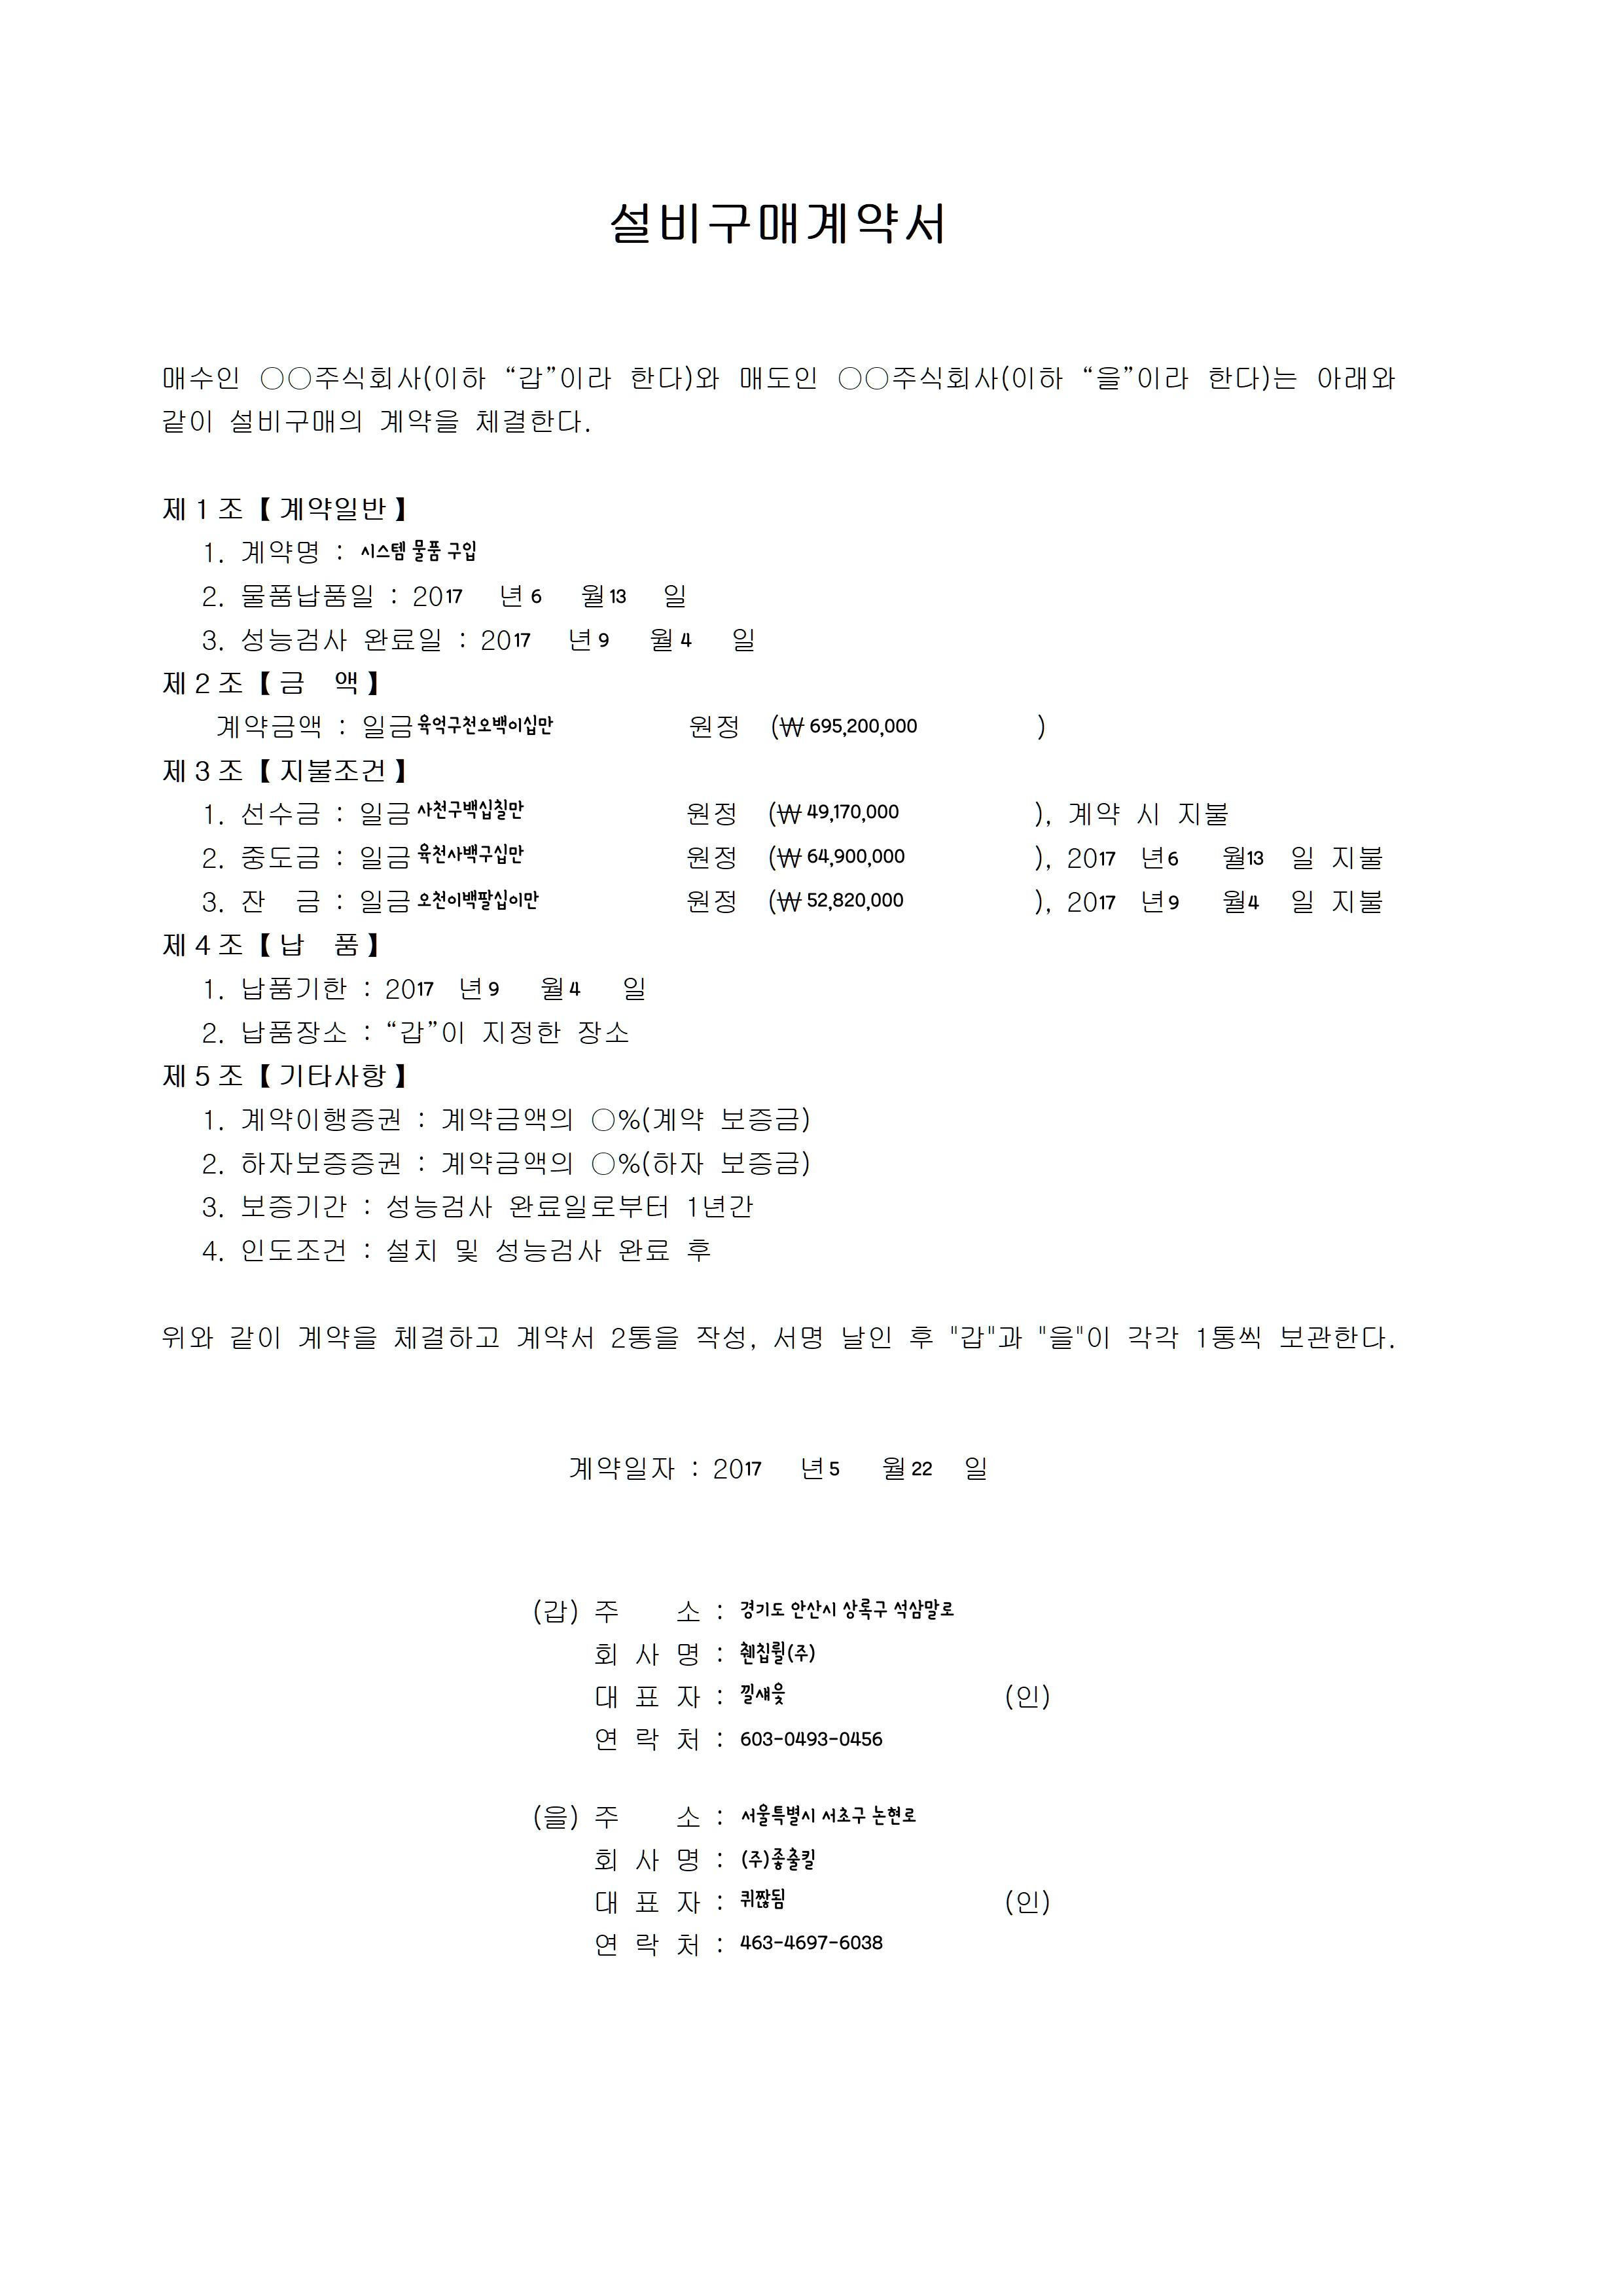 설비구매계약서
매수인 ○○주식회사(이하 “갑”이라 한다)와 매도인 ○○주식회사(이하 “을”이라 한다)는 아래와
같이 설비구매의 계약을 체결한다.
제1조【계약일반】
1. 계약명 : 시스템 물품 구입
2. 물품납품일 : 2017 년 6 월 13 일
3. 성능검사 완료일 : 2017 년 9 월 4 일
제2조【금 액】
계약금액 : 일금 육억구천오백이십만 원정 (₩ 695,200,000 )
제3조【지불조건】
1. 선수금 : 일금 사천구백십칠만 원정 (₩ 49,170,000 ), 계약 시 지불
2. 중도금 : 일금 육천사백구십만 원정 (₩ 64,900,000 ), 2017 년 6 월 13 일 지불
3. 잔 금 : 일금 오천이백팔십이만 원정 (₩ 52,820,000 ), 2017 년 9 월 4 일 지불
제4조【납 품】
1. 납품기한 : 2017 년 9 월 4 일
2. 납품장소 : “갑”이 지정한 장소
제5조【기타사항】
1. 계약이행증권 : 계약금액의 ○%(계약 보증금)
2. 하자보증증권 : 계약금액의 ○%(하자 보증금)
3. 보증기간 : 성능검사 완료일로부터 1년간
4. 인도조건 : 설치 및 성능검사 완료 후
위와 같이 계약을 체결하고 계약서 2통을 작성, 서명 날인 후 "갑"과 "을"이 각각 1통씩 보관한다.
계약일자 : 2017 년 5 월 22 일
(갑) 주 소 : 경기도 안산시 상록구 석삼말로
회 사 명 : 췐칩뤌(주)
대 표 자 : 낄섀읏 (인)
연 락 처 : 603-0493-0456
(을) 주 소 : 서울특별시 서초구 논현로
회 사 명 : (주)좋출킬
대 표 자 : 퀴짢됨 (인)
연 락 처 : 463-4697-6038